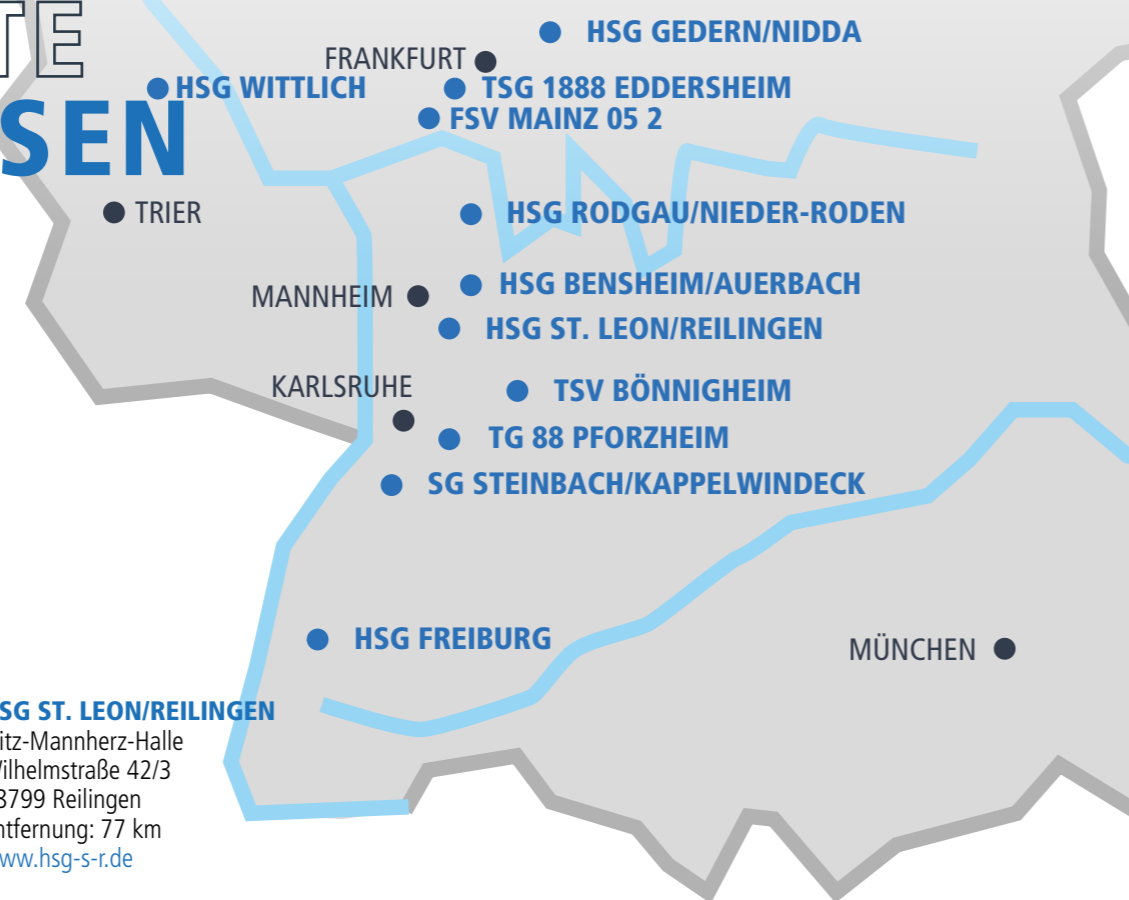 TE
SEN
HSG GEDERN/NIDDA
FRANKFURT
HSG WITTLICH
TSG 1888 EDDERSHEIM
FSV MAINZ 05 2
TRIER
HSG RODGAU/NIEDER-RODEN
HSG BENSHEIM/AUERBACH
MANNHEIM
HSG ST. LEON/REILINGEN
KARLSRUHE
TSV BÖNNIGHEIM
TG 88 PFORZHEIM
SG STEINBACH/KAPPELWINDECK
HSG FREIBURG
MÜNCHEN
SG ST. LEON/REILINGEN
itz-Mannherz-Halle
ilhelmstraße 42/3
8799 Reilingen
ntfernung: 77 km
ww.hsg-s-r.de